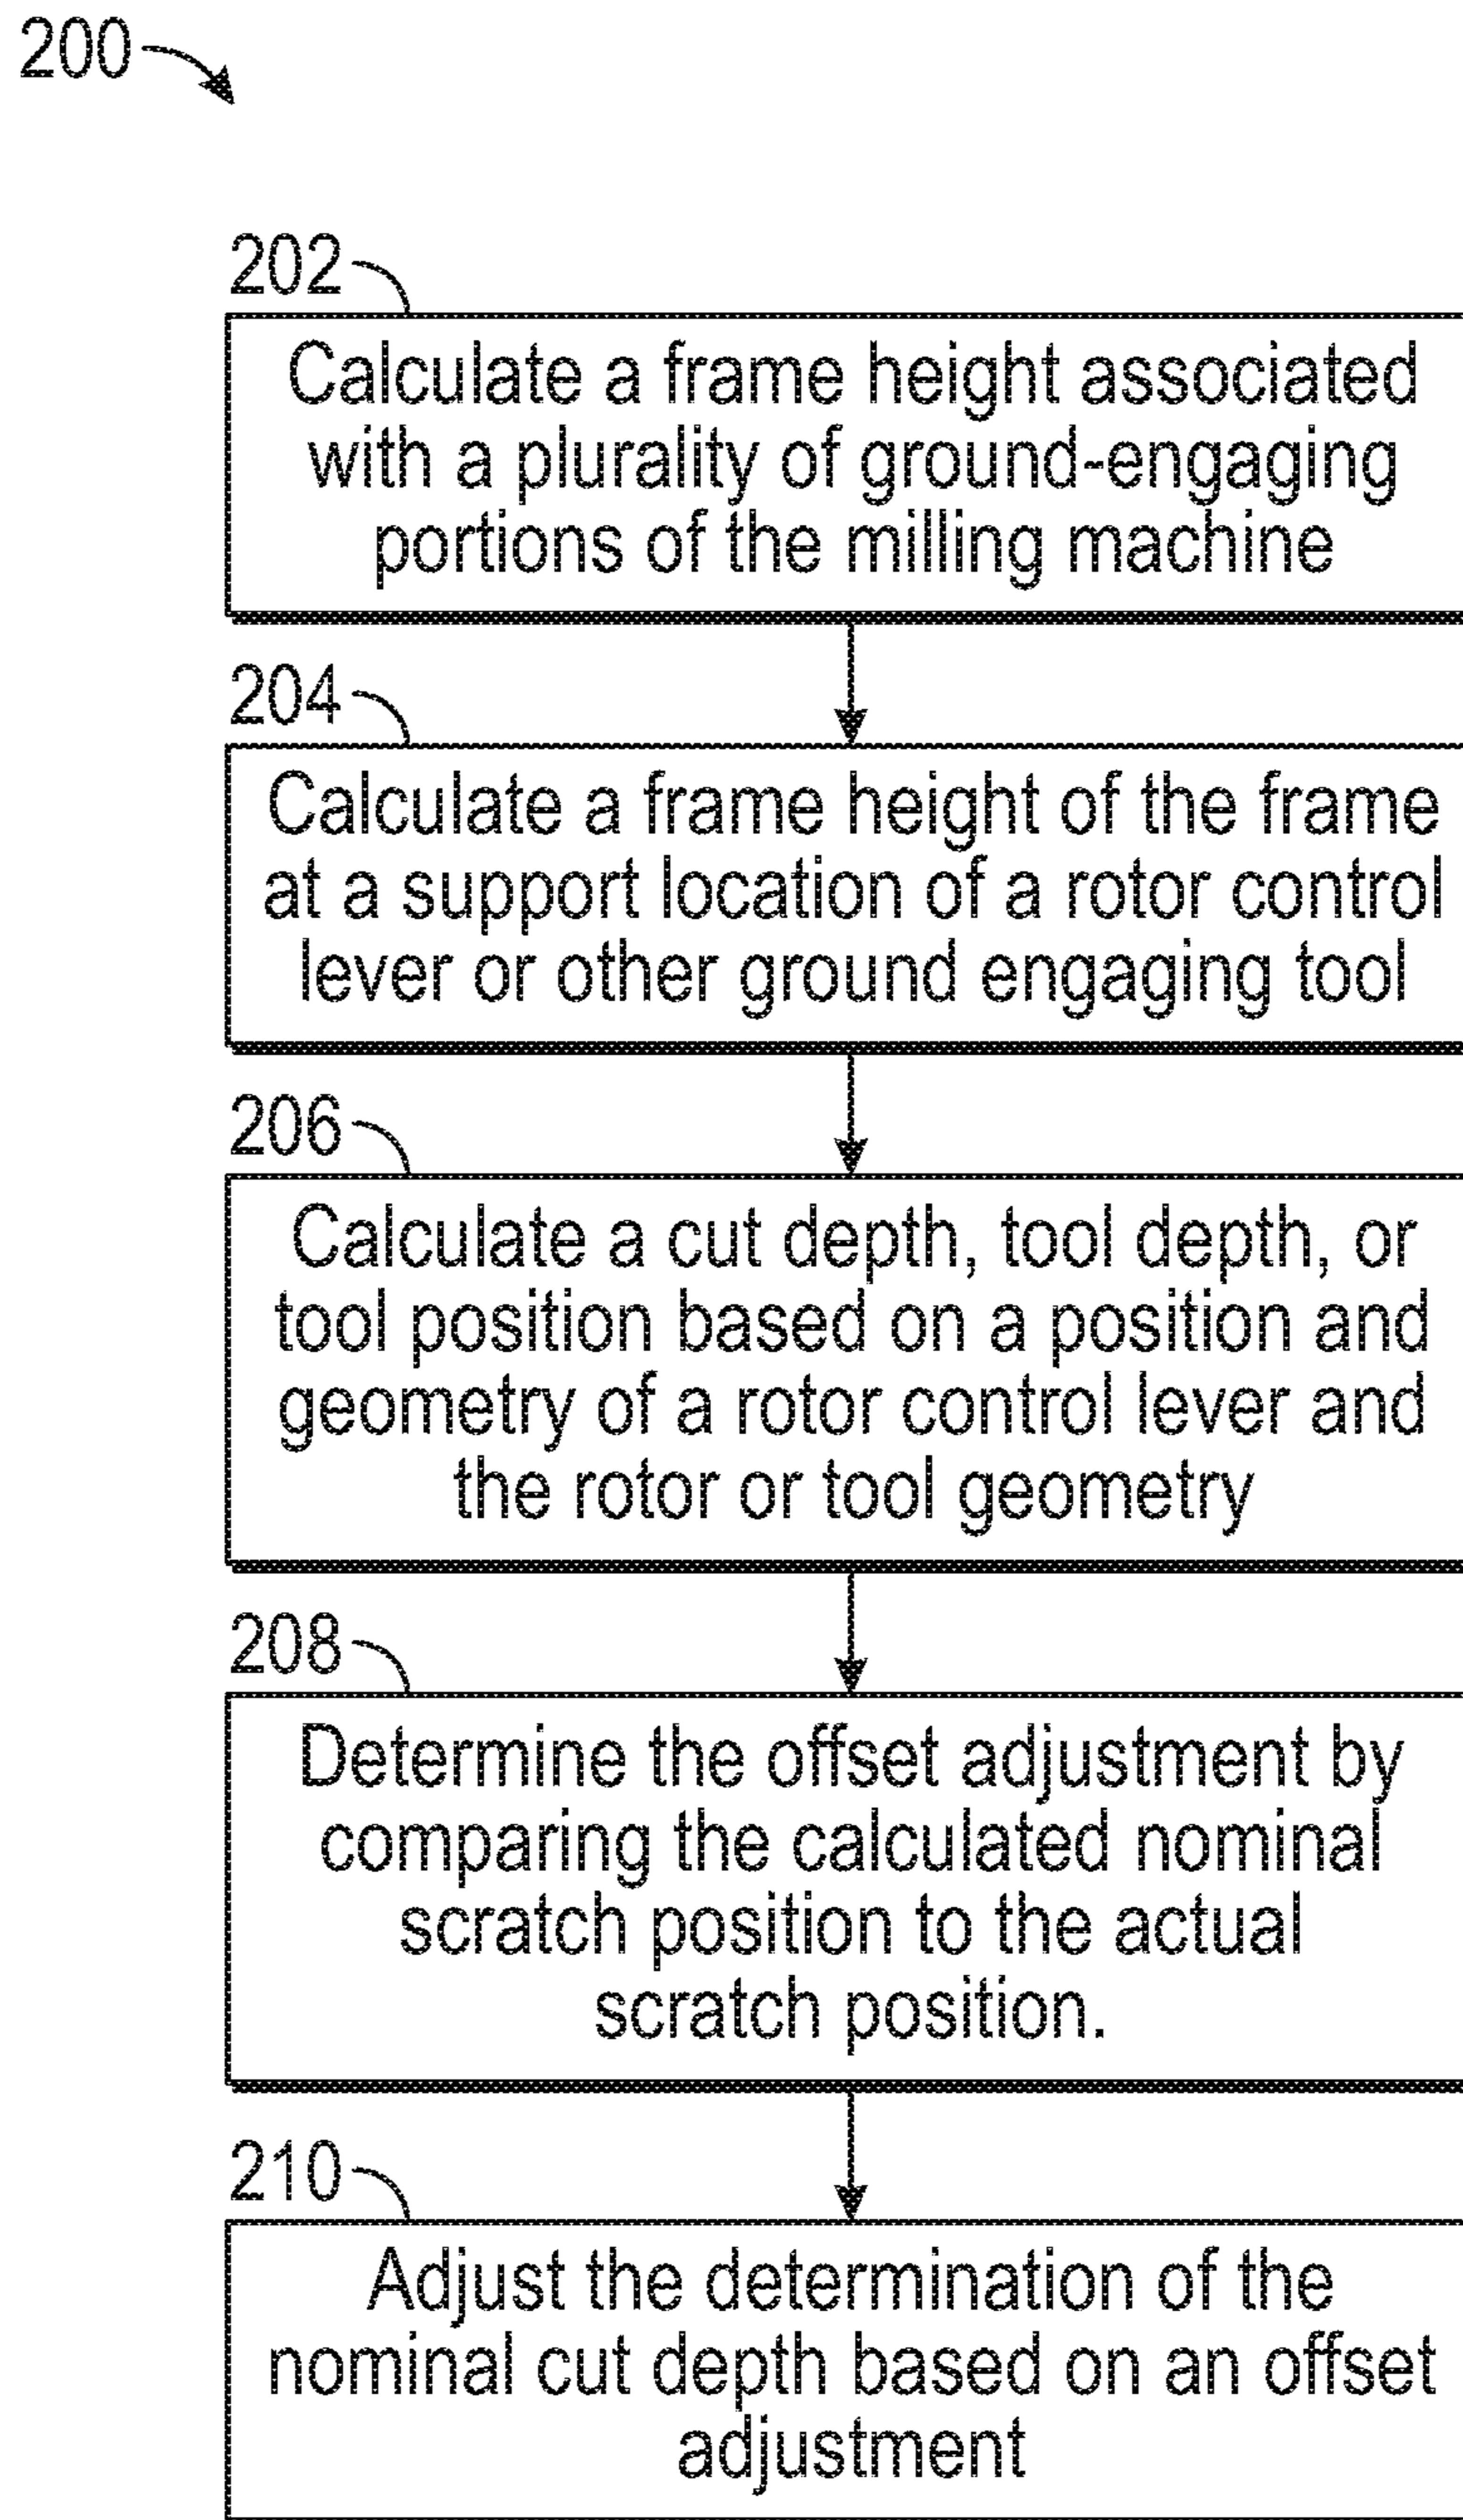 200
202
Calculate a frame height associated
with a plurality of ground-engaging
portions of the milling machine
204
Calculate a frame height of the frame
at a support location of a rotor control
lever or other ground engaging tool
206
Calculate a cut depth, tool depth, or
tool position based on a position and
geometry of a rotor control lever and
the rotor or tool geometry
208
Determine the offset adjustment by
comparing the calculated nominal
scratch position to the actual
scratch position.
210
Adjust the determination of the
nominal cut depth based on an offset
adjustment